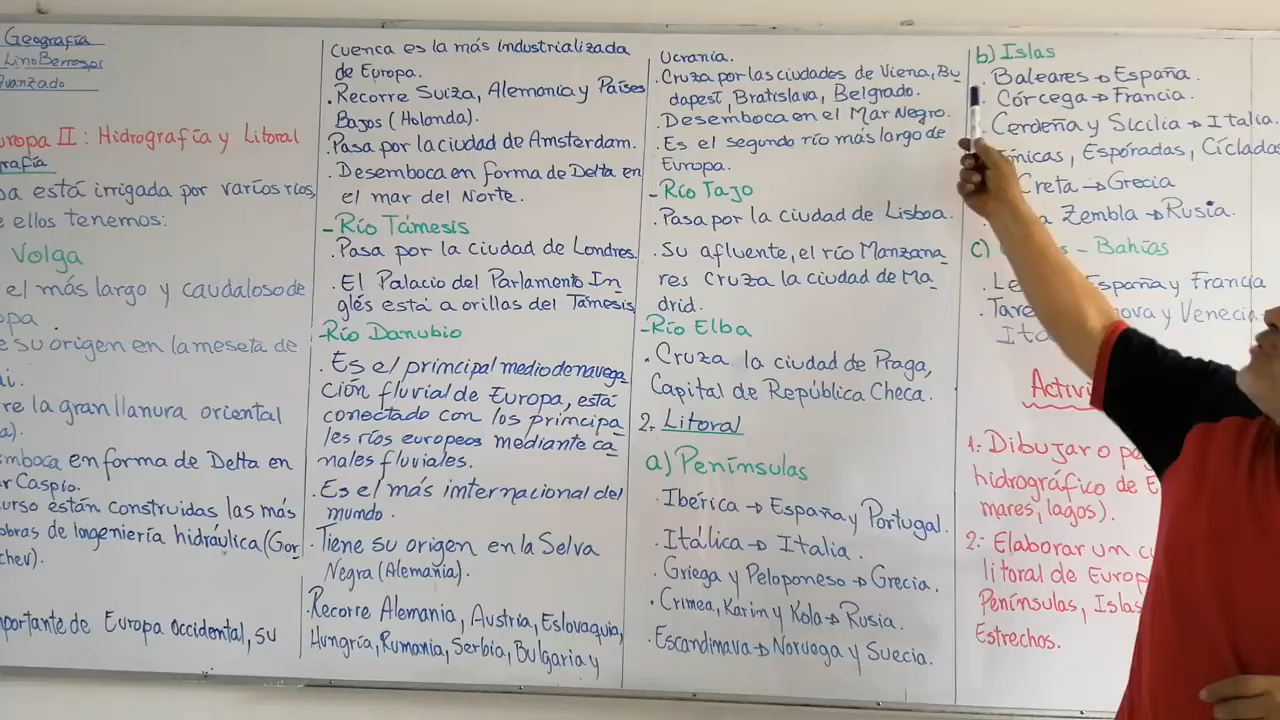 Geografía
Lino Berrospi
Avanzado
uropa II: Hidrografía y Litoral
rafía
pa está irrigada por varios ríos,
e ellos tenemos:
Volga
el más largo y caudaloso de
opa.
e su origen en la meseta de
ai.
re la gran llanura oriental
a).
mboca en forma de Delta en
ar Caspio.
urso están construidas las más
obras de Ingeniería hidráulica (Gor
chev).
portante de Europa occidental, su
cuenca es la más industrializada
de Europa.
. Recorre Suiza, Alemania y Países
Bajos (Holanda).
. Pasa por la ciudad de Amsterdam.
. Desemboca en forma de Delta en
el mar del Norte.
- Río Támesis
. Pasa por la ciudad de Londres.
. El Palacio del Parlamento In
glés está a orillas del Támesis
- Río Danubio
. Es el principal medio de navega
ción fluvial de Europa, está
conectado con los principa
les ríos europeos mediante ca
nales fluviales.
. Es el más internacional del
mundo.
. Tiene su origen en la Selva
Negra (Alemania).
. Recorre Alemania, Austria, Eslovaquia,
Hungría, Rumania, Serbia, Bulgaria y
Ucrania.
. Cruza por las ciudades de Viena, Bu
dapest, Bratislava, Belgrado.
. Desemboca en el Mar Negro.
. Es el segundo río más largo de
Europa.
- Río Tajo
. Pasa por la ciudad de Lisboa.
. Su afluente, el río Manzana
res cruza la ciudad de Ma
drid.
- Río Elba
. Cruza la ciudad de Praga,
Capital de República Checa.
2. Litoral
a) Penínsulas
. Ibérica → España y Portugal.
. Itálica → Italia.
. Griega y Peloponeso → Grecia.
. Crimea, Karim y Kola → Rusia.
. Escandinava → Noruega y Suecia.
b) Islas
. Baleares → España.
. Córcega → Francia.
. Cerdeña y Sicilia → Italia.
ónicas, Espóradas, Cícladas
Creta → Grecia
Zembla → Rusia.
c) - Bahías
. Le España y Francia
. Tare nova y Venecia →
Ita
Activi
1. Dibujar o pe
hidrográfico de E
mares, lagos).
2. Elaborar un c
litoral de Europ
Penínsulas, Islas
Estrechos.